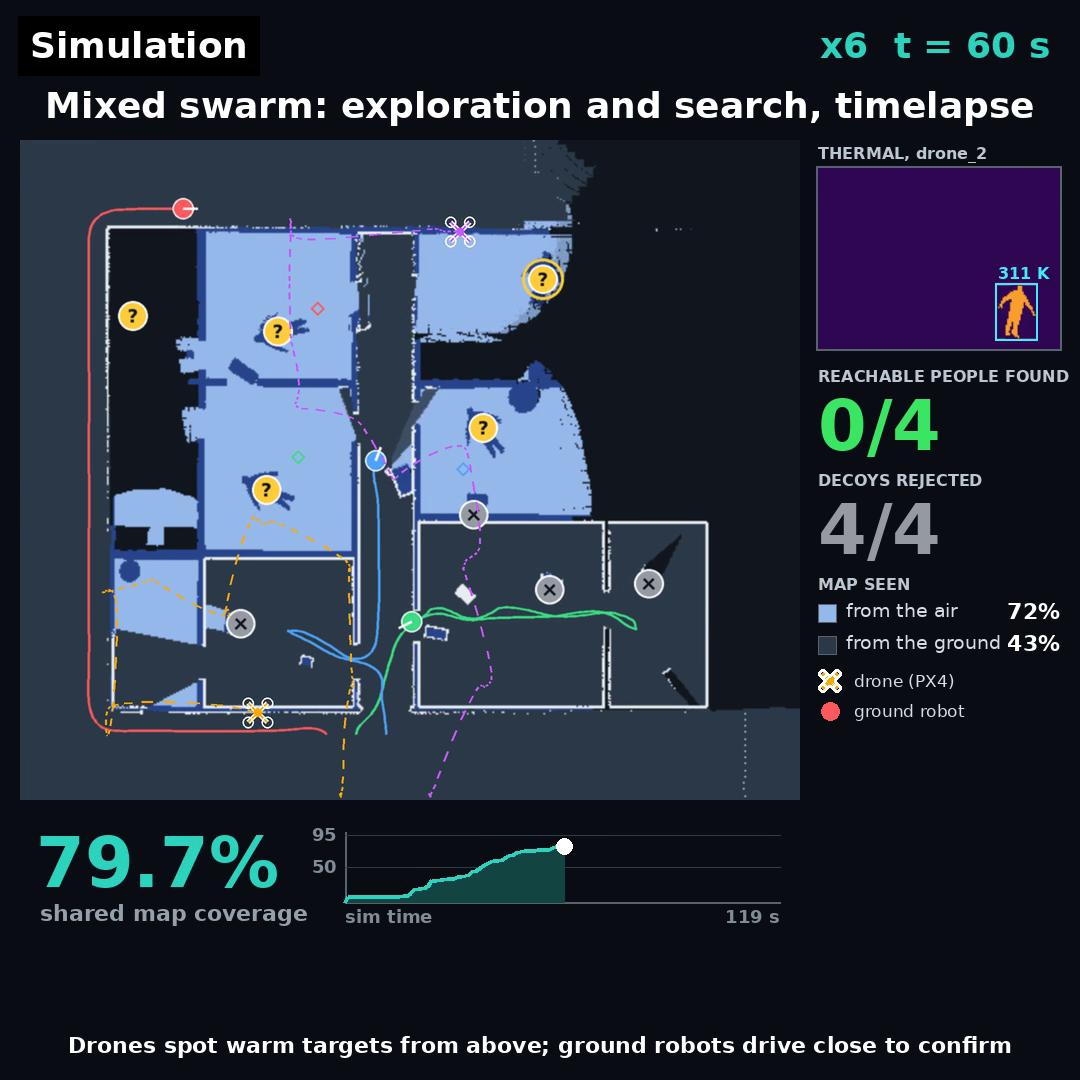 Simulation
x6 t = 60 s
Mixed swarm: exploration and search, timelapse
THERMAL, drone_2
311 K
REACHABLE PEOPLE FOUND
0/4
DECOYS REJECTED
4/4
MAP SEEN
from the air 72%
from the ground 43%
drone (PX4)
ground robot
?
?
?
?
?
79.7%
shared map coverage
95
50
sim time
119 s
Drones spot warm targets from above; ground robots drive close to confirm